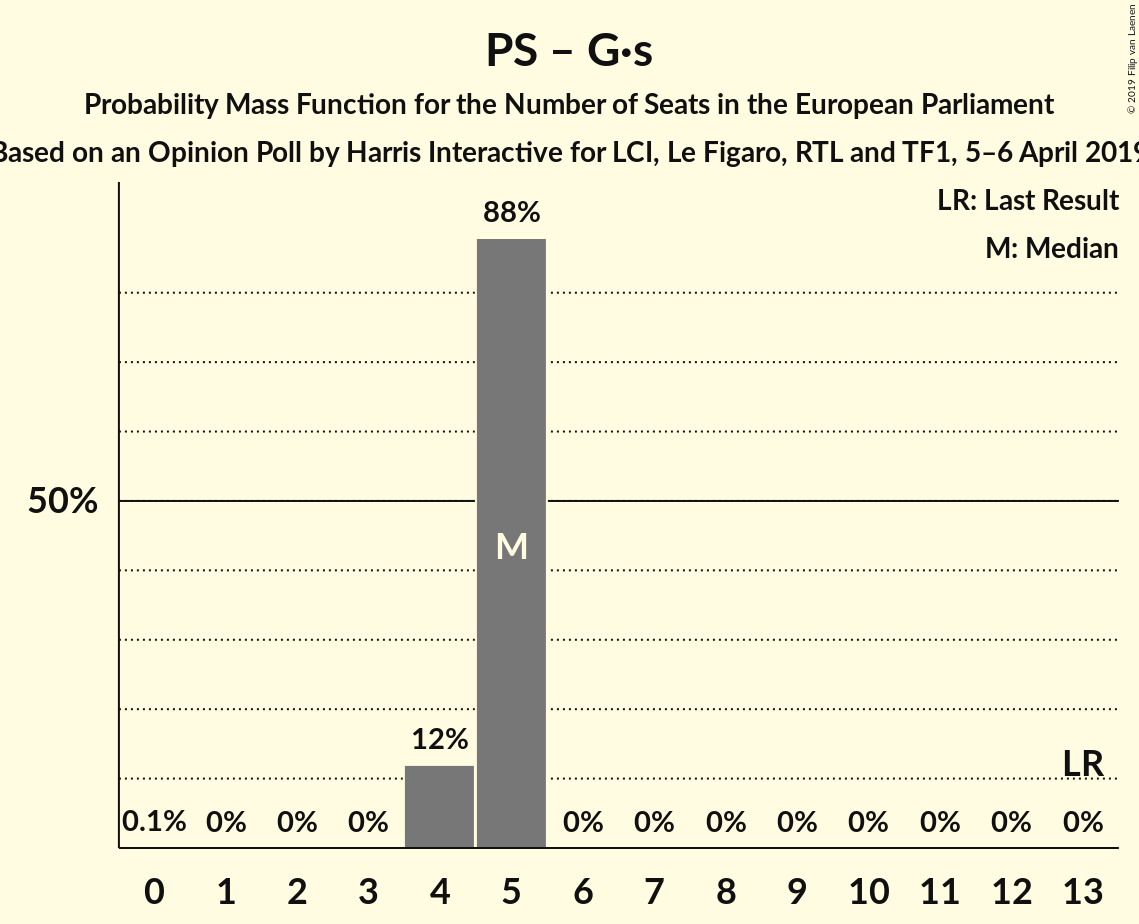 PS – G·s
Probability Mass Function for the Number of Seats in the European Parliament
Based on an Opinion Poll by Harris Interactive for LCI, Le Figaro, RTL and TF1, 5–6 April 2019
© 2019 Filip van Laenen
LR: Last Result
M: Median
88%
50%
M
12%
LR
0.1% 0% 0% 0% 0% 0% 0% 0% 0% 0% 0% 0%
0 1 2 3 4 5 6 7 8 9 10 11 12 13